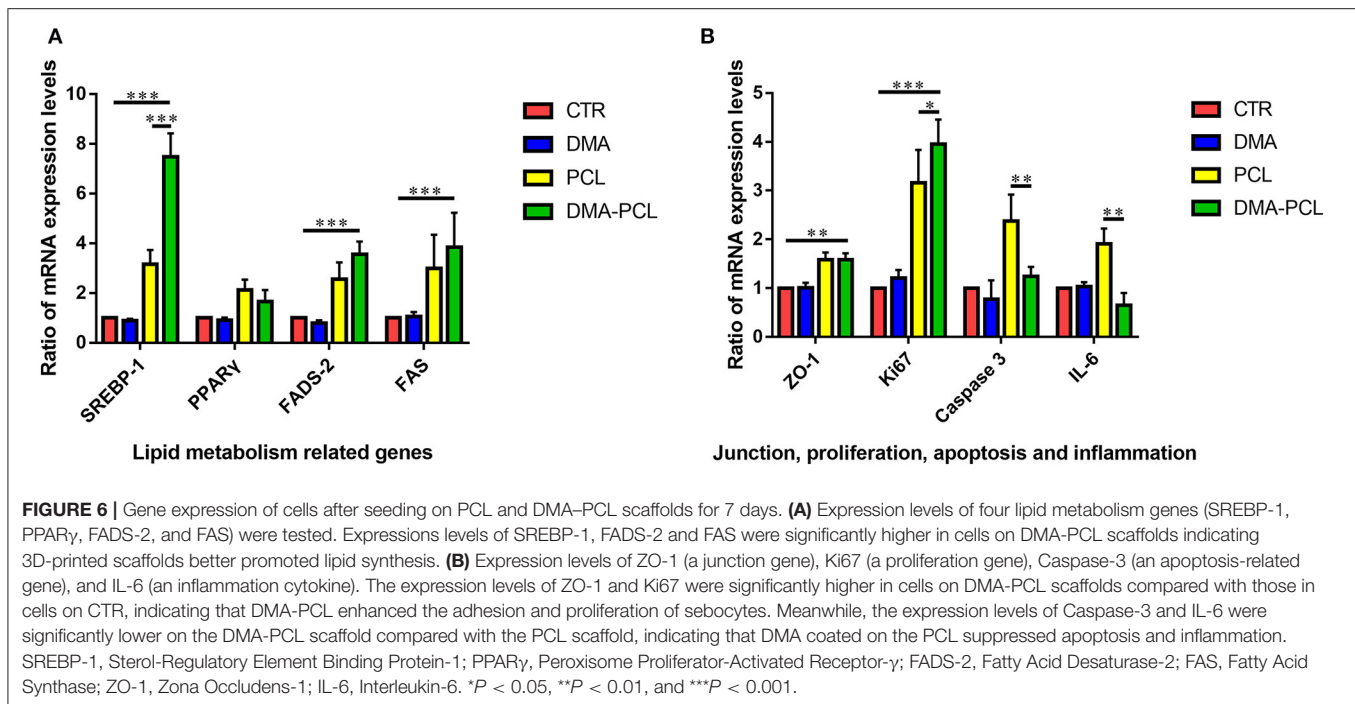 A
Ratio of mRNA expression levels
10
8
6
4
2
0
***
***
***
***
SREBP-1
PPARγ
FADS-2
FAS
Lipid metabolism related genes
CTR
DMA
PCL
DMA-PCL
B
Ratio of mRNA expression levels
5
4
3
2
1
0
**
***
*
**
**
ZO-1
Ki67
Caspase 3
IL-6
Junction, proliferation, apoptosis and inflammation
CTR
DMA
PCL
DMA-PCL
FIGURE 6 | Gene expression of cells after seeding on PCL and DMA–PCL scaffolds for 7 days. (A) Expression levels of four lipid metabolism genes (SREBP-1,
PPARγ, FADS-2, and FAS) were tested. Expressions levels of SREBP-1, FADS-2 and FAS were significantly higher in cells on DMA-PCL scaffolds indicating
3D-printed scaffolds better promoted lipid synthesis. (B) Expression levels of ZO-1 (a junction gene), Ki67 (a proliferation gene), Caspase-3 (an apoptosis-related
gene), and IL-6 (an inflammation cytokine). The expression levels of ZO-1 and Ki67 were significantly higher in cells on DMA-PCL scaffolds compared with those in
cells on CTR, indicating that DMA-PCL enhanced the adhesion and proliferation of sebocytes. Meanwhile, the expression levels of Caspase-3 and IL-6 were
significantly lower on the DMA-PCL scaffold compared with the PCL scaffold, indicating that DMA coated on the PCL suppressed apoptosis and inflammation.
SREBP-1, Sterol-Regulatory Element Binding Protein-1; PPARγ, Peroxisome Proliferator-Activated Receptor-γ; FADS-2, Fatty Acid Desaturase-2; FAS, Fatty Acid
Synthase; ZO-1, Zona Occludens-1; IL-6, Interleukin-6. *P < 0.05, **P < 0.01, and ***P < 0.001.